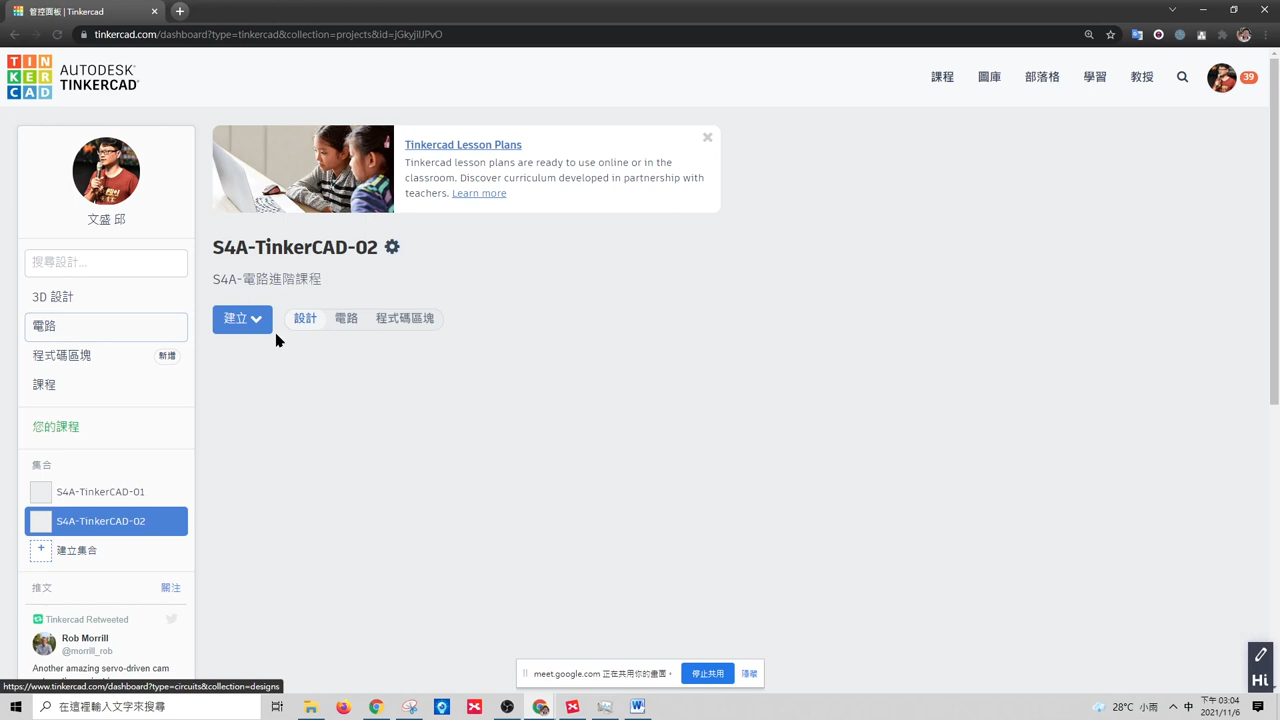 管控面板 | Tinkercad
tinkercad.com/dashboard?type=tinkercad&collection=projects&id=jGkyjilUPvO
TIN
KER
CAD
AUTODESK®
TINKERCAD®
課程
圖庫
部落格
學習
教授
39
文盛 邱
搜尋設計...
3D 設計
電路
程式碼區塊
新增
課程
您的課程
集合
S4A-TinkerCAD-01
S4A-TinkerCAD-02
+
建立集合
推文
關注
Tinkercad Retweeted
Rob Morrill
@morrill_rob
Another amazing servo-driven cam
Tinkercad Lesson Plans
Tinkercad lesson plans are ready to use online or in the
classroom. Discover curriculum developed in partnership with
teachers. Learn more
S4A-TinkerCAD-02
S4A-電路進階課程
建立
設計
電路
程式碼區塊
meet.google.com 正在共用你的畫面。
停止共用
隱藏
Hi
https://www.tinkercad.com/dashboard?type=circuits&collection=designs
在這裡輸入文字來搜尋
28°C 小雨
中
下午 03:04
2021/11/6